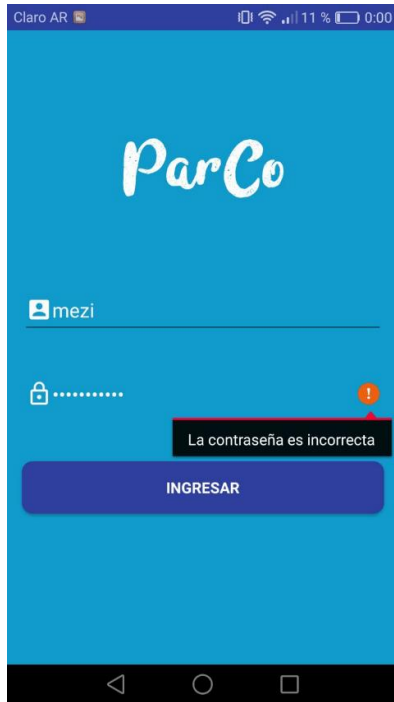 Claro AR 11 % 0:00
ParCo
mezi
La contraseña es incorrecta
INGRESAR